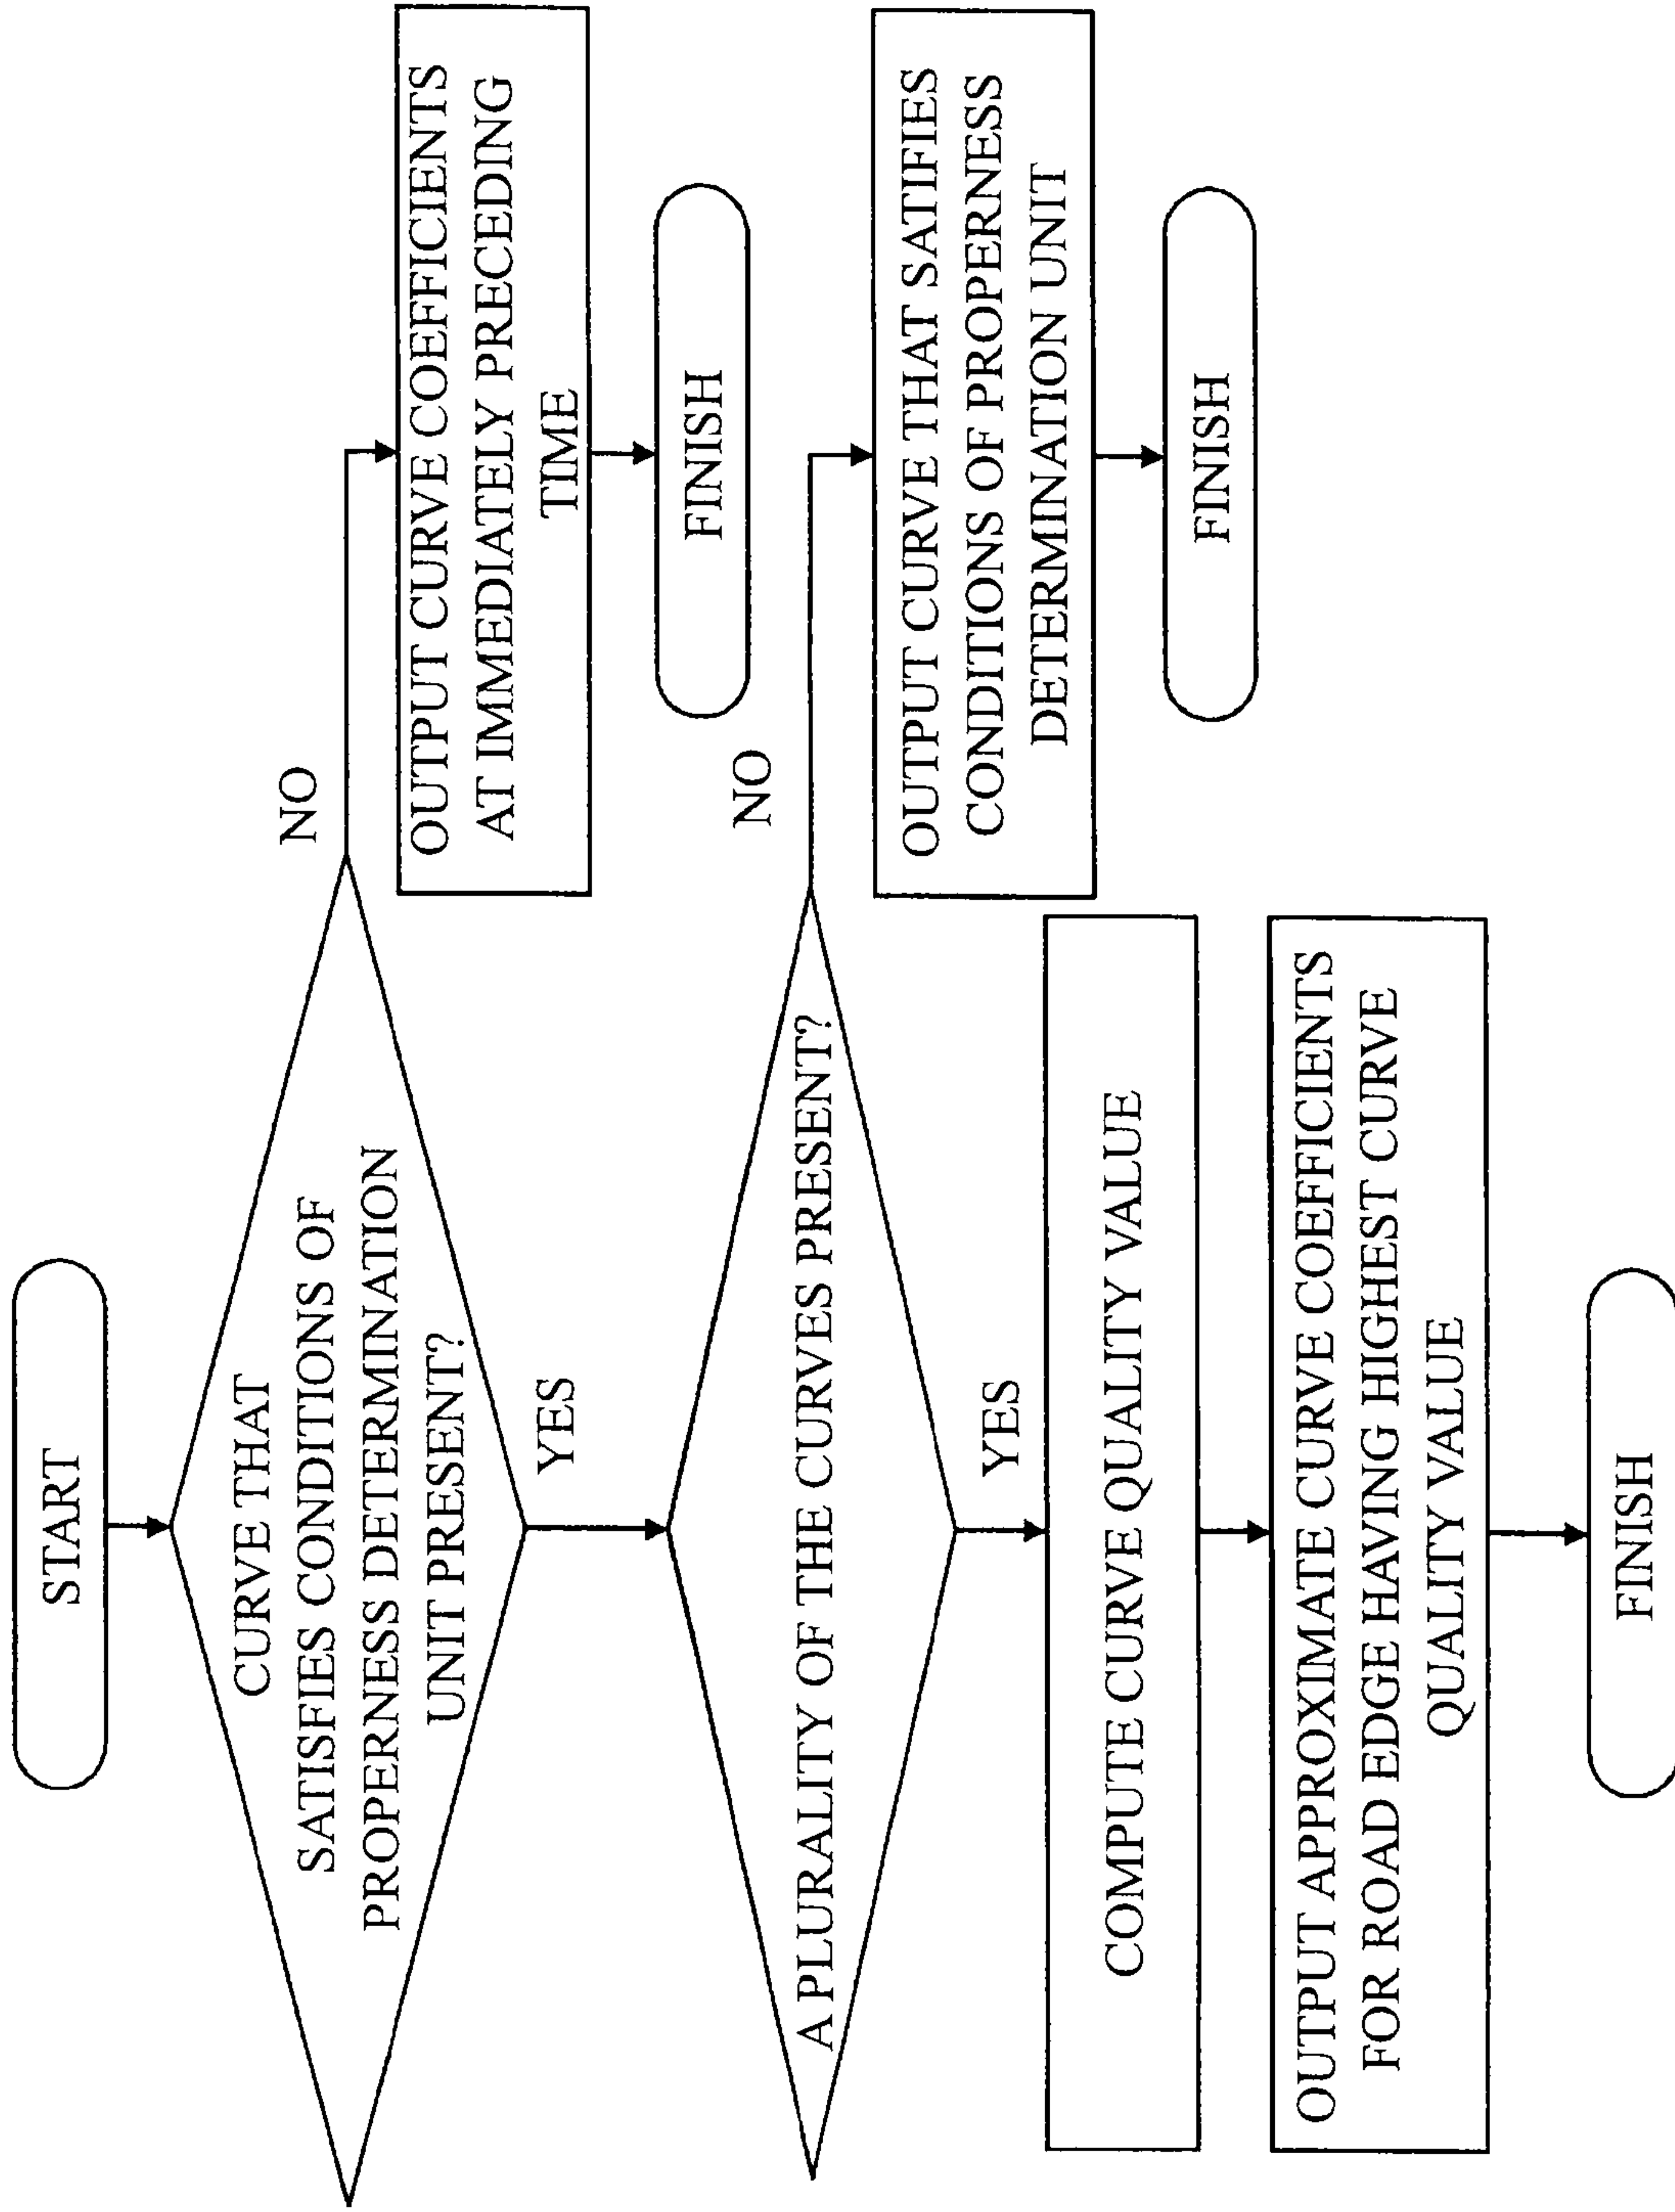 START
CURVE THAT
SATISFIES CONDITIONS OF
PROPERNESS DETERMINATION
UNIT PRESENT?
NO
OUTPUT CURVE COEFFICIENTS
AT IMMEDIATELY PRECEDING
TIME
FINISH
YES
A PLURALITY OF THE CURVES PRESENT?
NO
OUTPUT CURVE THAT SATISFIES
CONDITIONS OF PROPERNESS
DETERMINATION UNIT
FINISH
YES
COMPUTE CURVE QUALITY VALUE
OUTPUT APPROXIMATE CURVE COEFFICIENTS
FOR ROAD EDGE HAVING HIGHEST CURVE
QUALITY VALUE
FINISH